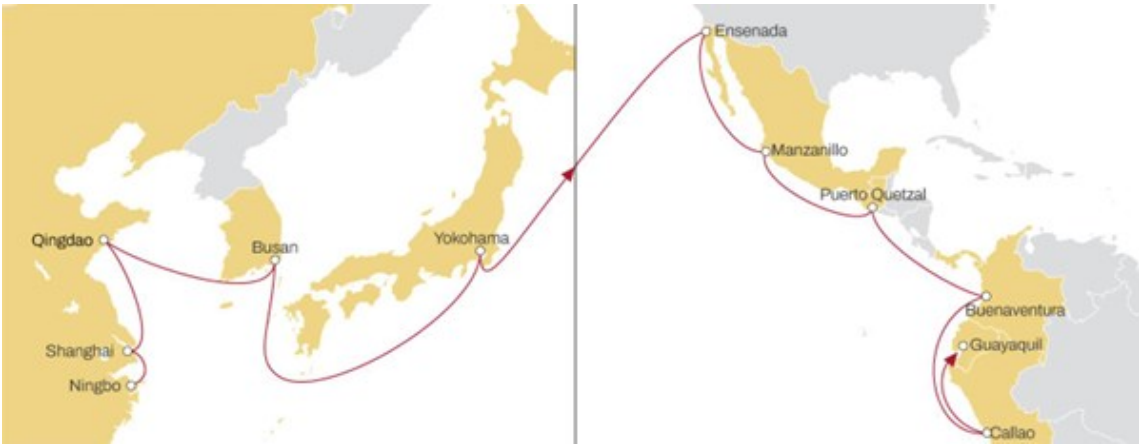 Ensenada
Manzanillo
Puerto Quetzal
Qingdao
Busan
Yokohama
Buenaventura
Shanghai
Guayaquil
Ningbo
Callao